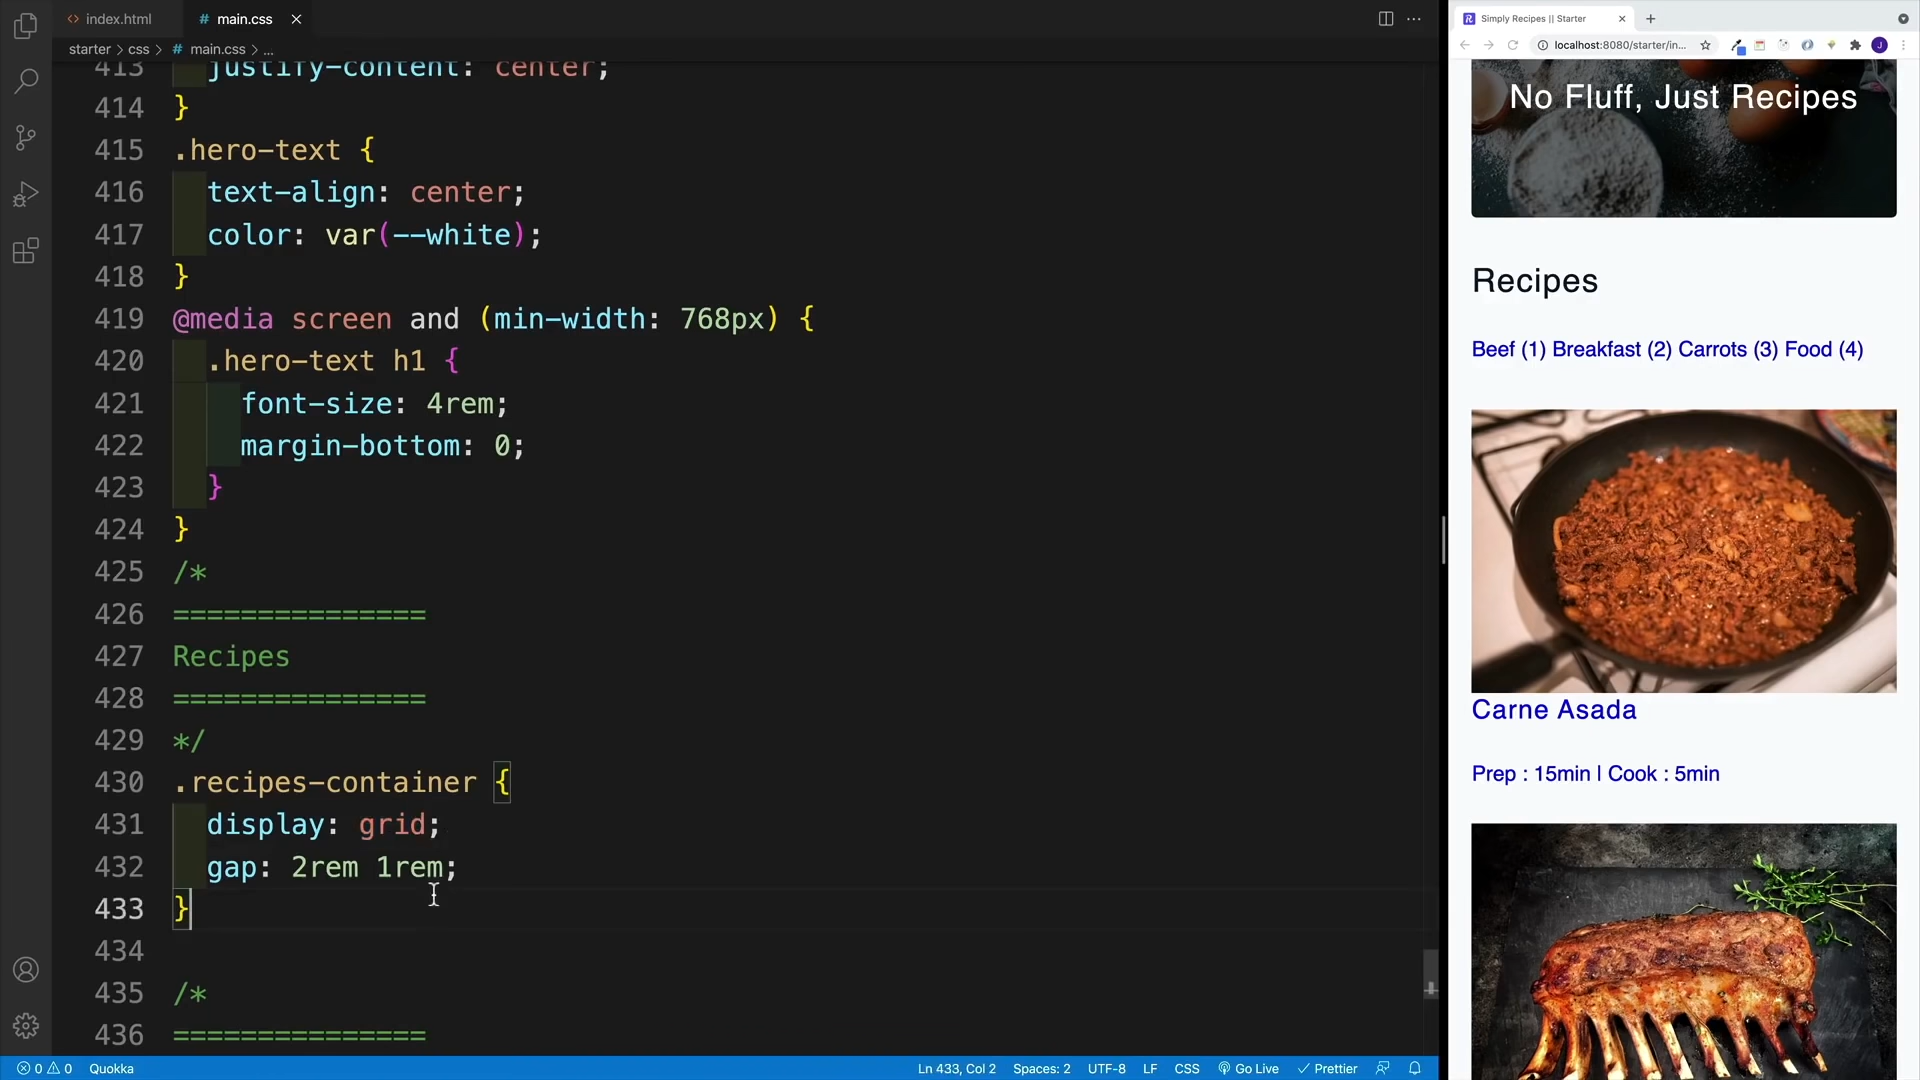 index.html
# main.css
starter > css > # main.css > ...
413 justify-content: center;
414 }
415 .hero-text {
416 text-align: center;
417 color: var(--white);
418 }
419 @media screen and (min-width: 768px) {
420 .hero-text h1 {
421 font-size: 4rem;
422 margin-bottom: 0;
423 }
424 }
425 /*
426 ===============
427 Recipes
428 ===============
429 */
430 .recipes-container {
431 display: grid;
432 gap: 2rem 1rem;
433 }
434
435 /*
436 ===============
0 0 Quokka Ln 433, Col 2 Spaces: 2 UTF-8 LF CSS Go Live Prettier
Simply Recipes || Starter
localhost:8080/starter/in...
No Fluff, Just Recipes
Recipes
Beef (1) Breakfast (2) Carrots (3) Food (4)
Carne Asada
Prep : 15min | Cook : 5min